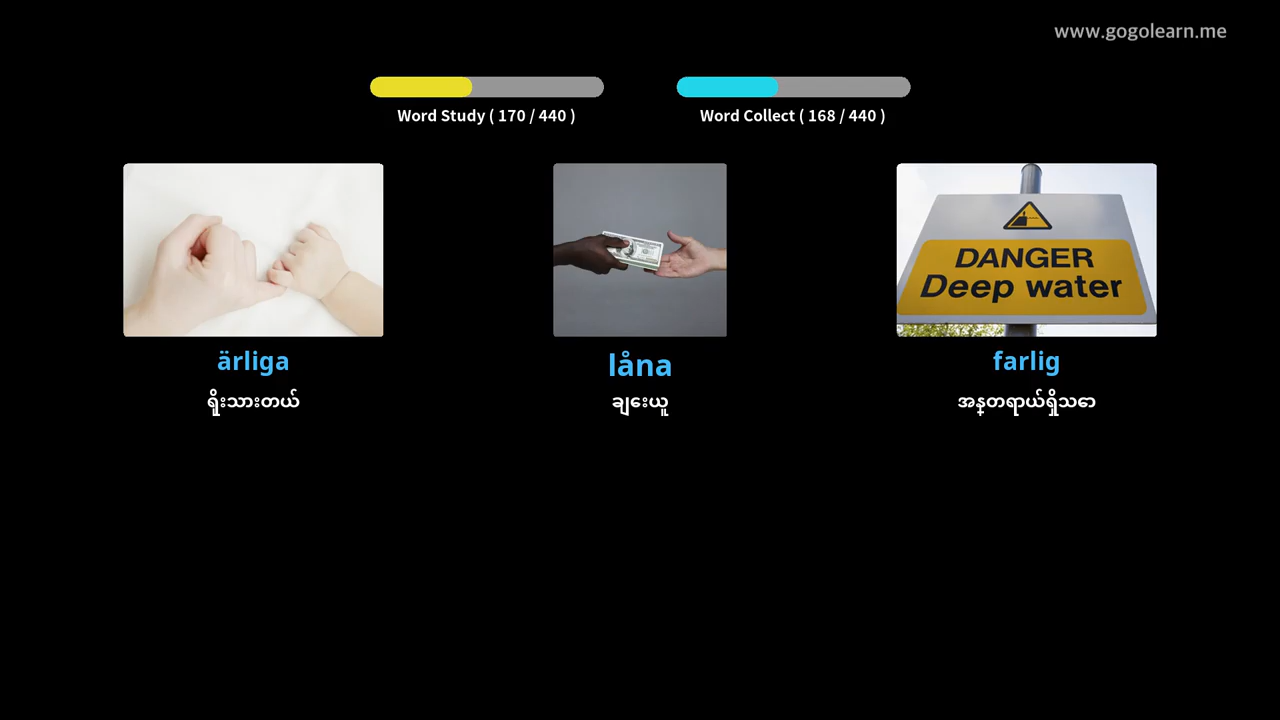 www.gogolearn.me
Word Study ( 170 / 440 )
Word Collect ( 168 / 440 )
DANGER
Deep water
ärliga
låna
farlig
ရိုးသားတယ်
ချေးယူ
အန္တရာယ်ရှိသော